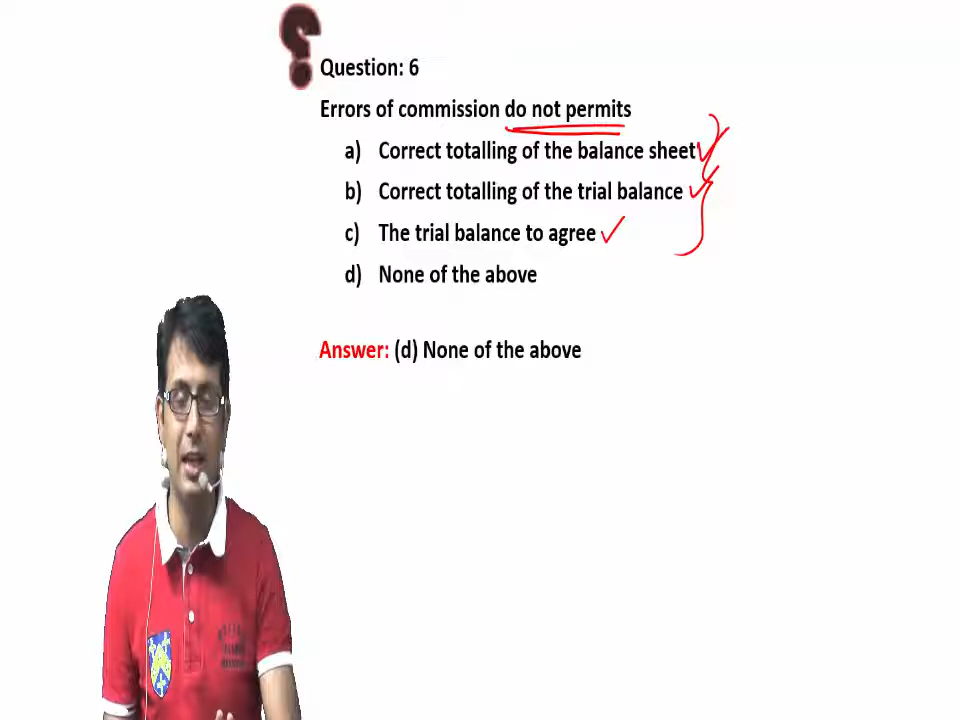 Question: 6
Errors of commission do not permits
a) Correct totalling of the balance sheet
b) Correct totalling of the trial balance
c) The trial balance to agree
d) None of the above
Answer: (d) None of the above